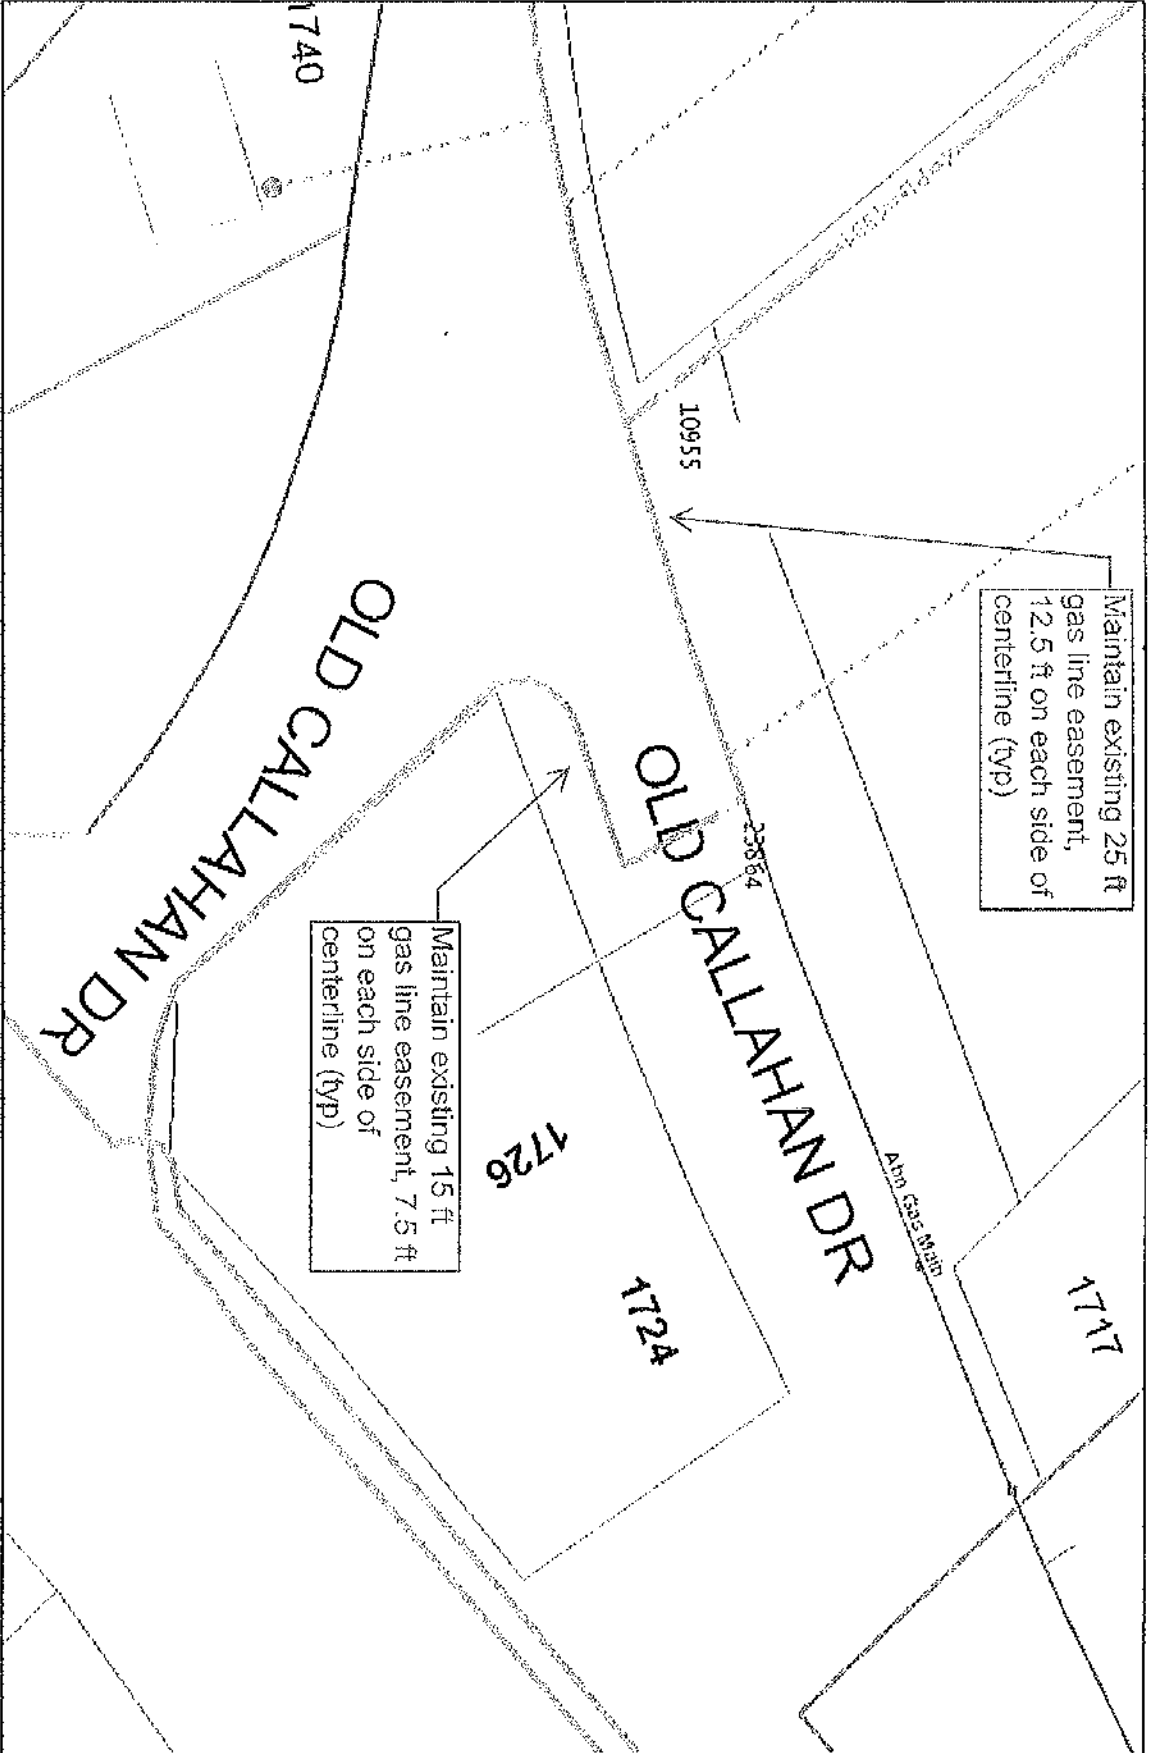 Maintain existing 25 ft
gas line easement,
12.5 ft on each side of
centerline (typ)
1717
10955
23864
Abn Gas Main
OLD CALLAHAN DR
1724
1726
Maintain existing 15 ft
gas line easement, 7.5 ft
on each side of
centerline (typ)
OLD CALLAHAN DR
1740